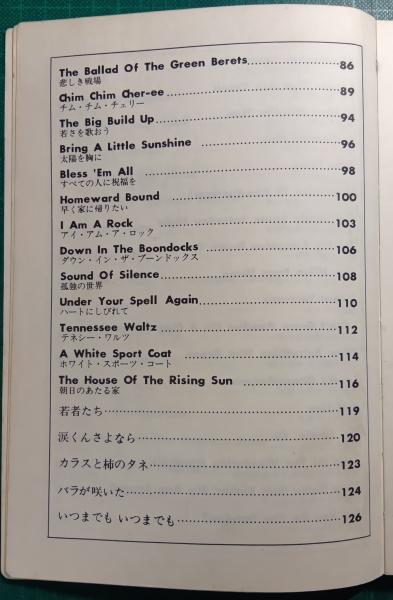 The Ballad Of The Green Berets 86
悲しき戦場
Chim Chim Cher-ee 89
チム・チム・チェリー
The Big Build Up 94
若さを歌おう
Bring A Little Sunshine 96
太陽を胸に
Bless 'Em All 98
すべての人に祝福を
Homeward Bound 100
早く家に帰りたい
I Am A Rock 103
アイ・アム・ア・ロック
Down In The Boondocks 106
ダウン・イン・ザ・ブーンドックス
Sound Of Silence 108
孤独の世界
Under Your Spell Again 110
ハートにしびれて
Tennessee Waltz 112
テネシー・ワルツ
A White Sport Coat 114
ホワイト・スポーツ・コート
The House Of The Rising Sun 116
朝日のあたる家
若者たち 119
涙くんさよなら 120
カラスと柿のタネ 123
バラが咲いた 124
いつまでも いつまでも 126